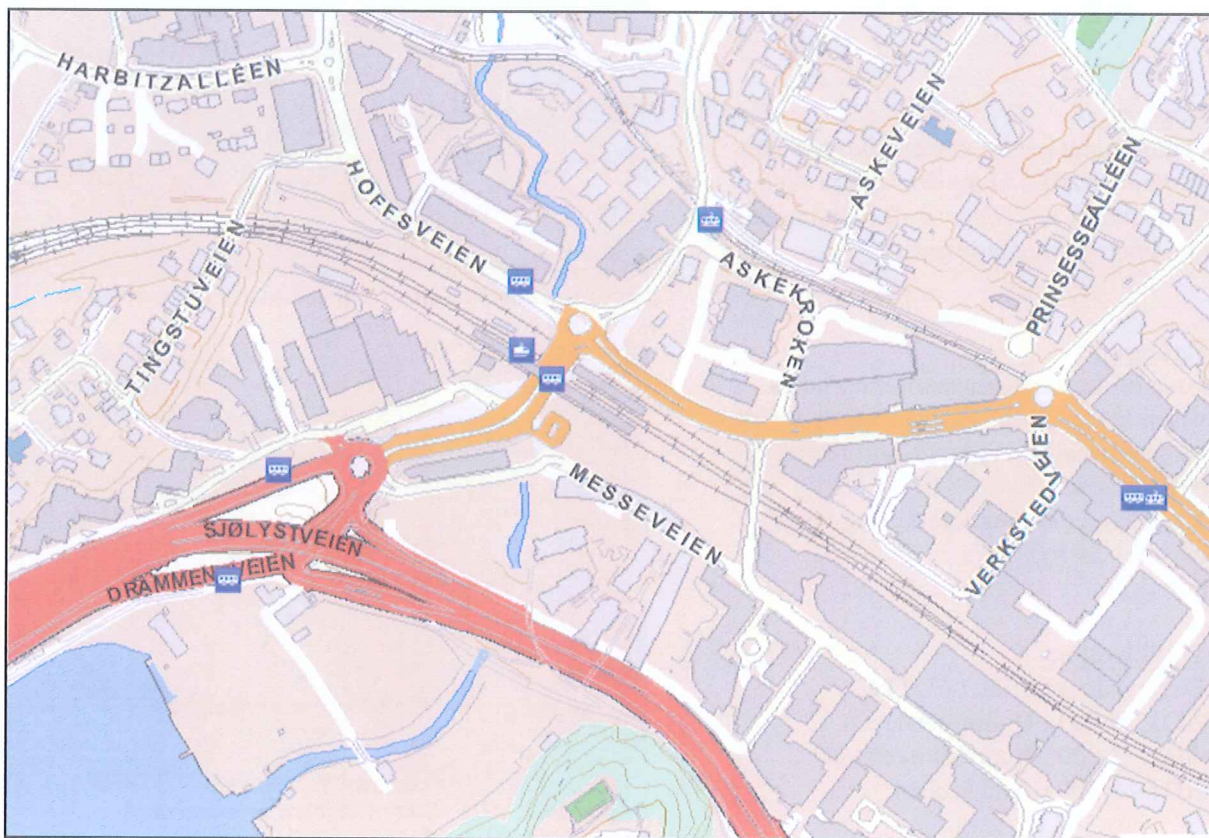 HARBITZALLÉEN
HOFFSVEIEN
TINGSTUVEIEN
ASKEVEIEN
PRINSESSEALLÉEN
ASKEKROKEN
MESSEVEIEN
VERKSTEDVEIEN
SJØLYSTVEIEN
DRAMMENSVEIEN